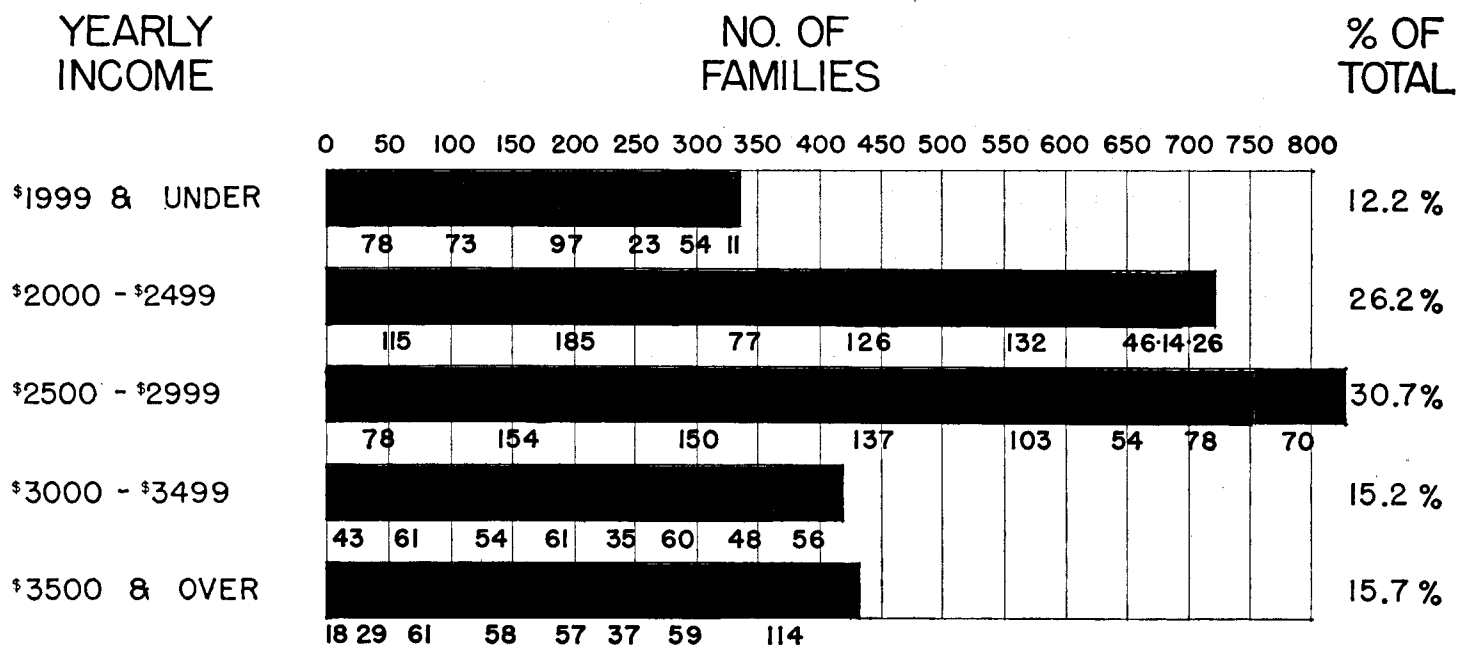 YEARLY INCOME
NO. OF FAMILIES
% OF TOTAL
0 50 100 150 200 250 300 350 400 450 500 550 600 650 700 750 800
$1999 & UNDER 12.2 %
78 73 97 23 54 11
$2000 - $2499 26.2 %
115 185 77 126 132 46·14·26
$2500 - $2999 30.7 %
78 154 150 137 103 54 78 70
$3000 - $3499 15.2 %
43 61 54 61 35 60 48 56
$3500 & OVER 15.7 %
18 29 61 58 57 37 59 114